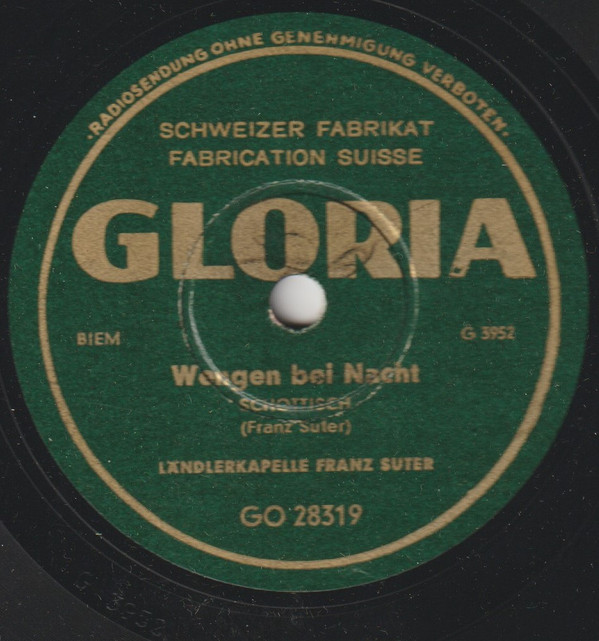 ·RADIOSENDUNG OHNE GENEHMIGUNG VERBOTEN·
SCHWEIZER FABRIKAT
FABRICATION SUISSE
GLORIA
BIEM
G 3952
Wengen bei Nacht
SCHOTTISCH
(Franz Suter)
LÄNDLERKAPELLE FRANZ SUTER
GO 28319
G 3952